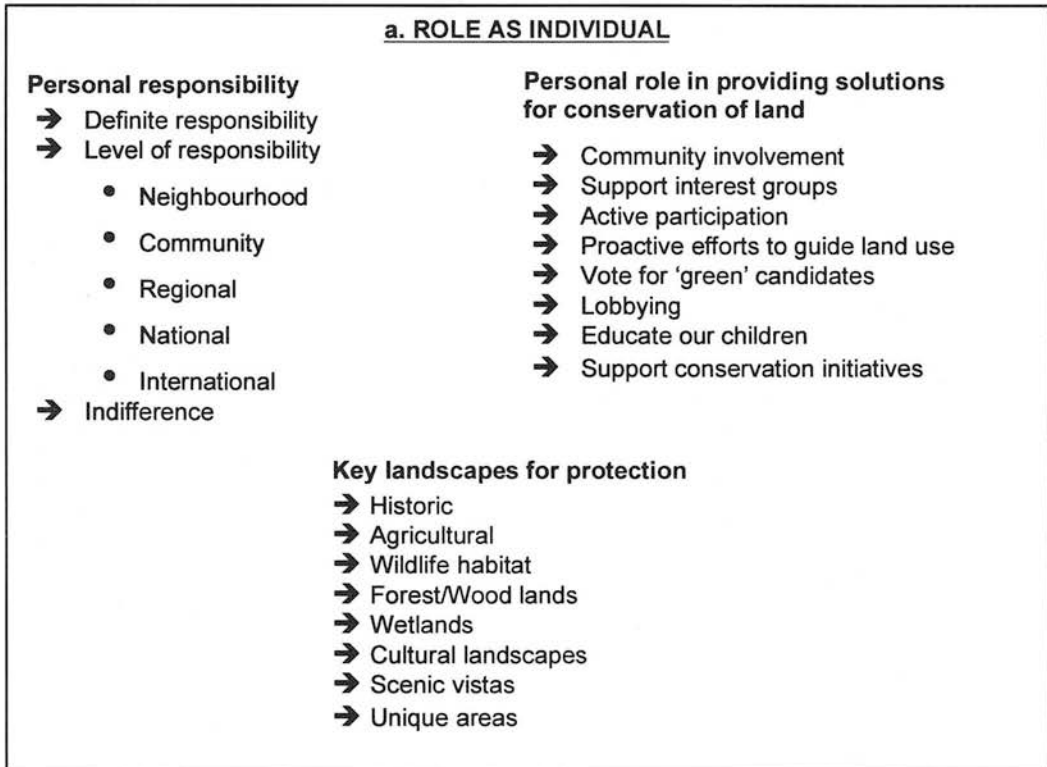 a. ROLE AS INDIVIDUAL
Personal responsibility
➔ Definite responsibility
➔ Level of responsibility
• Neighbourhood
• Community
• Regional
• National
• International
➔ Indifference
Personal role in providing solutions
for conservation of land
➔ Community involvement
➔ Support interest groups
➔ Active participation
➔ Proactive efforts to guide land use
➔ Vote for 'green' candidates
➔ Lobbying
➔ Educate our children
➔ Support conservation initiatives
Key landscapes for protection
➔ Historic
➔ Agricultural
➔ Wildlife habitat
➔ Forest/Wood lands
➔ Wetlands
➔ Cultural landscapes
➔ Scenic vistas
➔ Unique areas